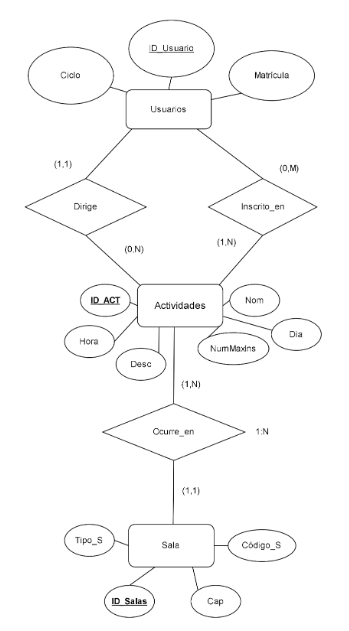 ID_Usuario
Ciclo
Matrícula
Usuarios
(1,1)
(0,M)
Dirige
Inscrito_en
(0,N)
(1,N)
ID_ACT
Actividades
Nom
Hora
Dia
Desc
NumMaxIns
(1,N)
Ocurre_en
1:N
(1,1)
Tipo_S
Sala
Código_S
ID_Salas
Cap